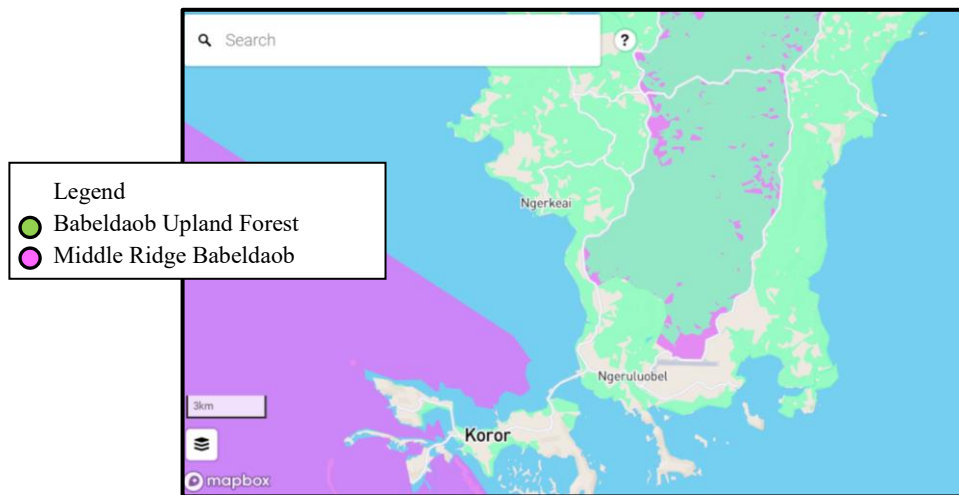 Search
?
Legend
Babeldaob Upland Forest
Middle Ridge Babeldaob
Ngerkeai
Ngeruluobel
3km
Koror
mapbox